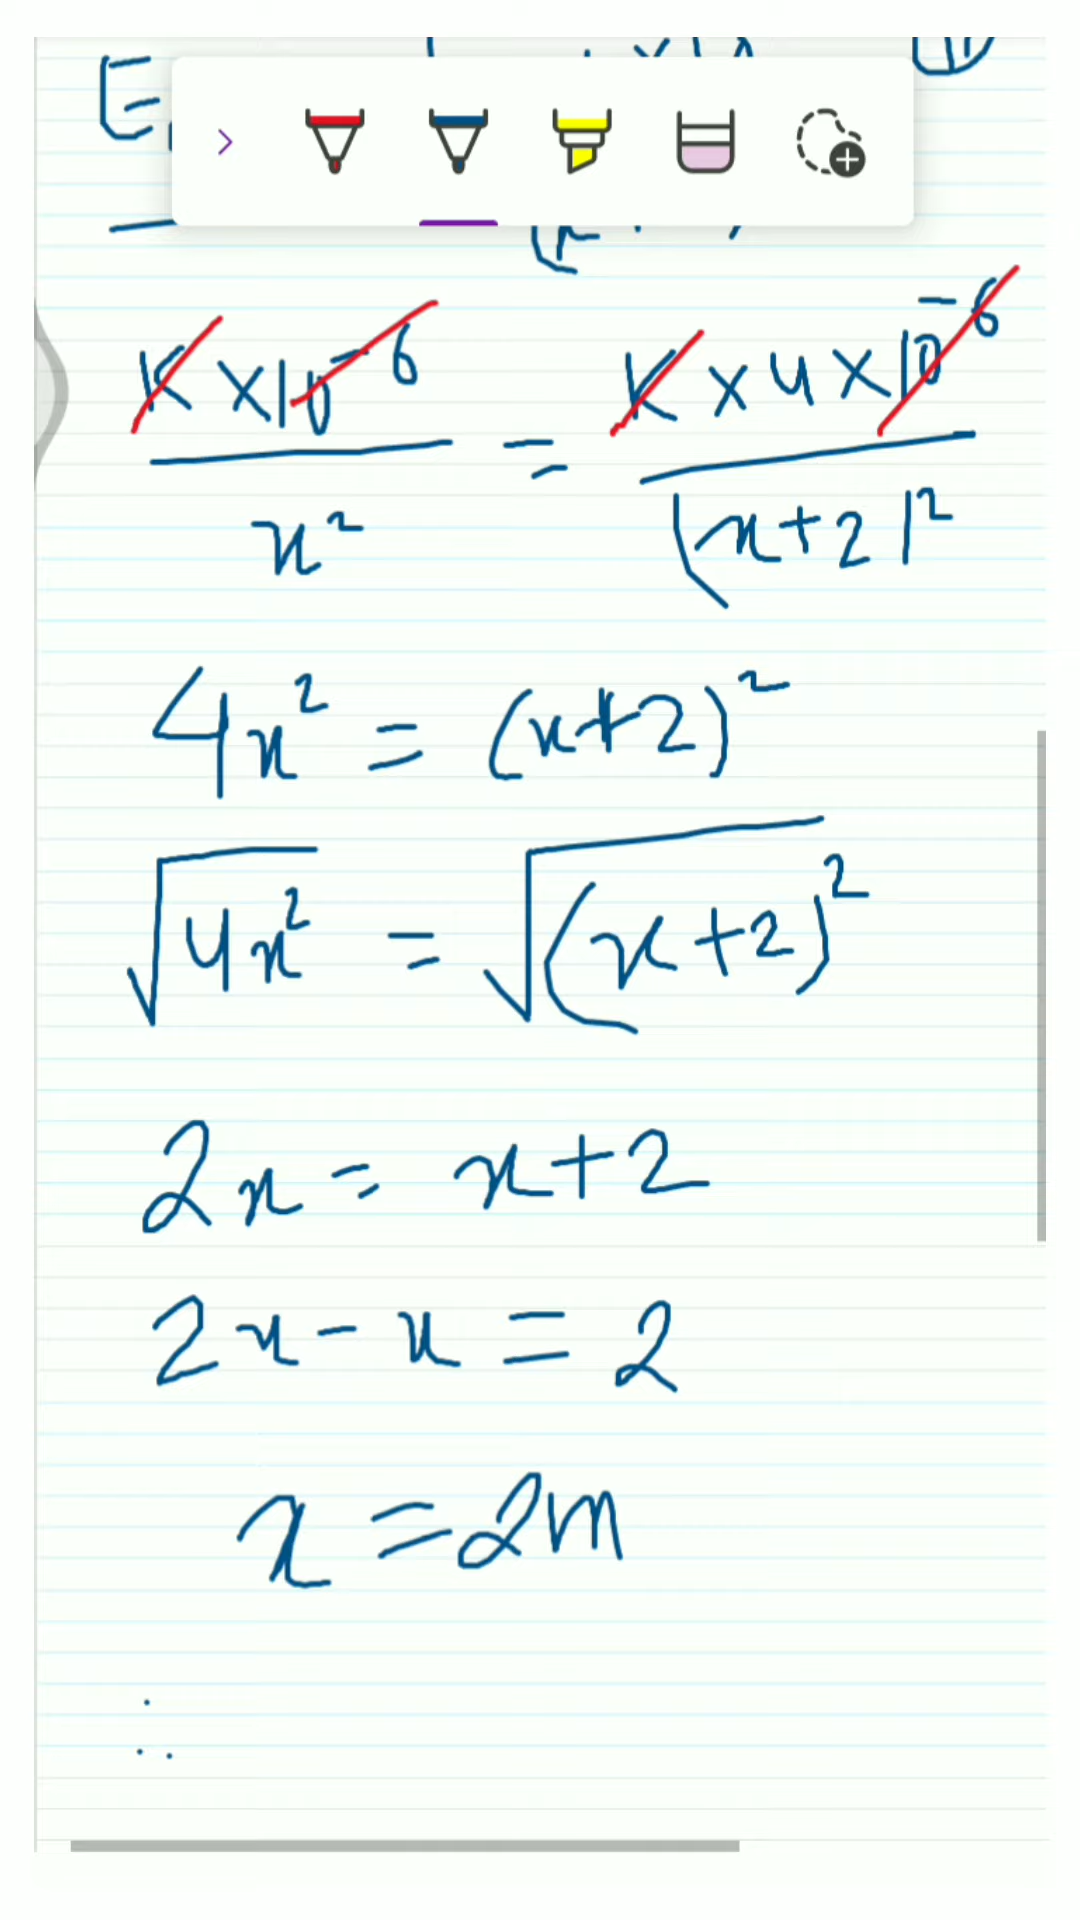 E
K×10⁻⁶ = K×4×10⁻⁶
x² (x+2)²
4x² = (x+2)²
√4x² = √(x+2)²
2x = x+2
2x - x = 2
x = 2m
∴